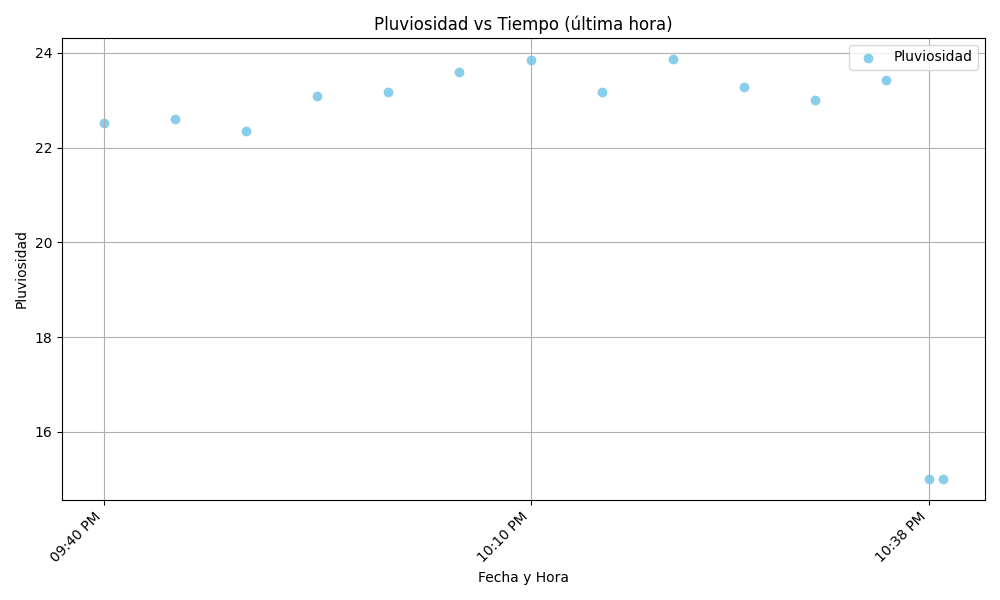 Pluviosidad vs Tiempo (última hora)
Pluviosidad
24
22
20
18
16
Pluviosidad
09:40 PM
10:10 PM
10:38 PM
Fecha y Hora